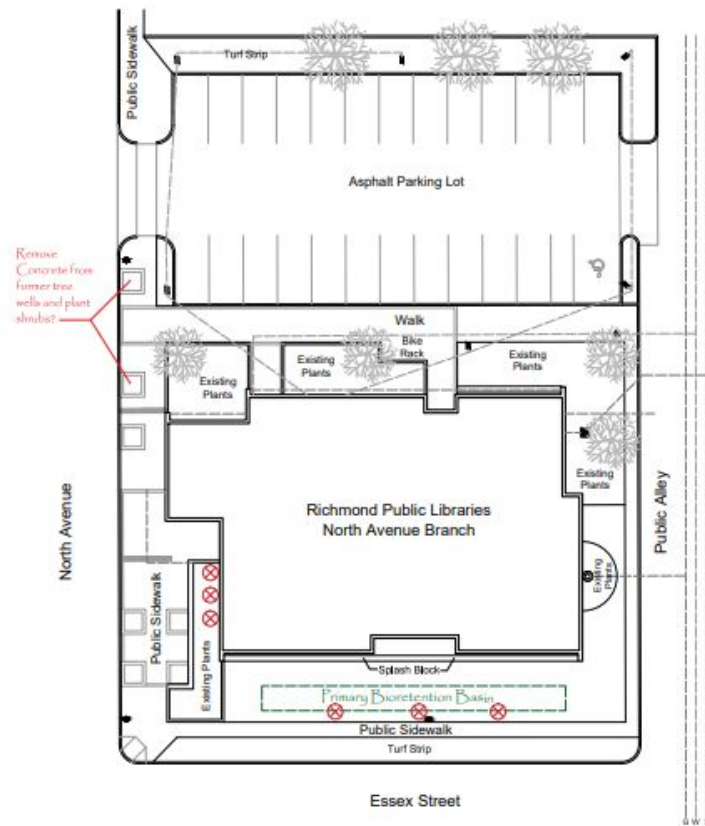 Public Sidewalk
Turf Strip
Asphalt Parking Lot
Remove
Concrete from
former tree
wells and plant
shrubs?
Walk
Bike
Rack
Existing
Plants
Existing
Plants
Existing
Plants
Existing
Plants
Richmond Public Libraries
North Avenue Branch
North Avenue
Public Alley
Existing
Plants
Public Sidewalk
Existing Plants
Splash Block
Primary Bioretention Basin
Public Sidewalk
Turf Strip
Essex Street
G W